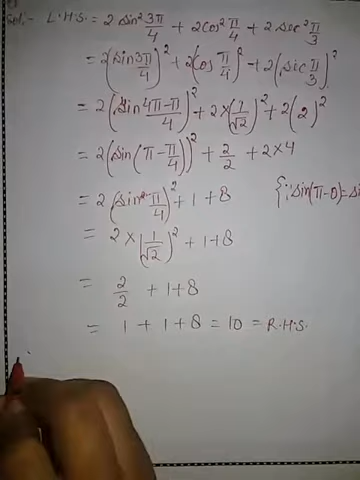 Sol:- L.H.S. = 2 sin² 3π/4 + 2cos² π/4 + 2 sec² π/3
= 2(sin 3π/4)² + 2(cos π/4)² + 2(sec π/3)²
= 2(sin 4π-π/4)² + 2×(1/√2)² + 2(2)²
= 2(sin(π-π/4))² + 2/2 + 2×4
= 2(sin² π/4)² + 1 + 8 {∵ sin(π-θ)=si
= 2×(1/√2)² + 1+8
= 2/2 + 1+8
= 1 + 1 + 8 = 10 = R.H.S.